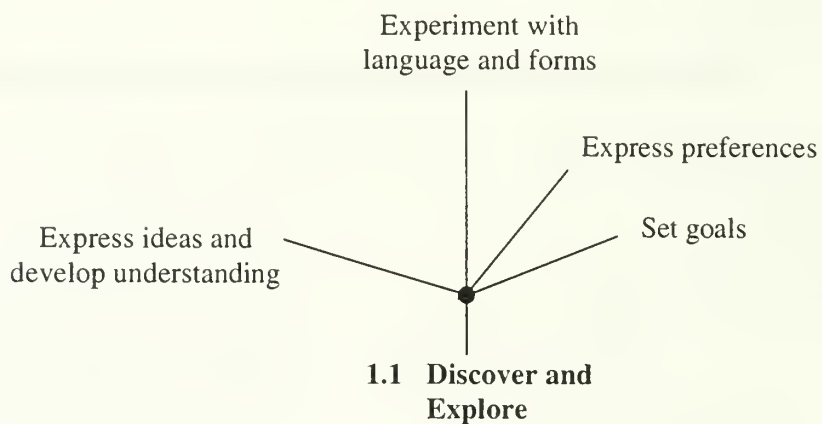 Experiment with
language and forms
Express preferences
Express ideas and
develop understanding
Set goals
1.1 Discover and
Explore